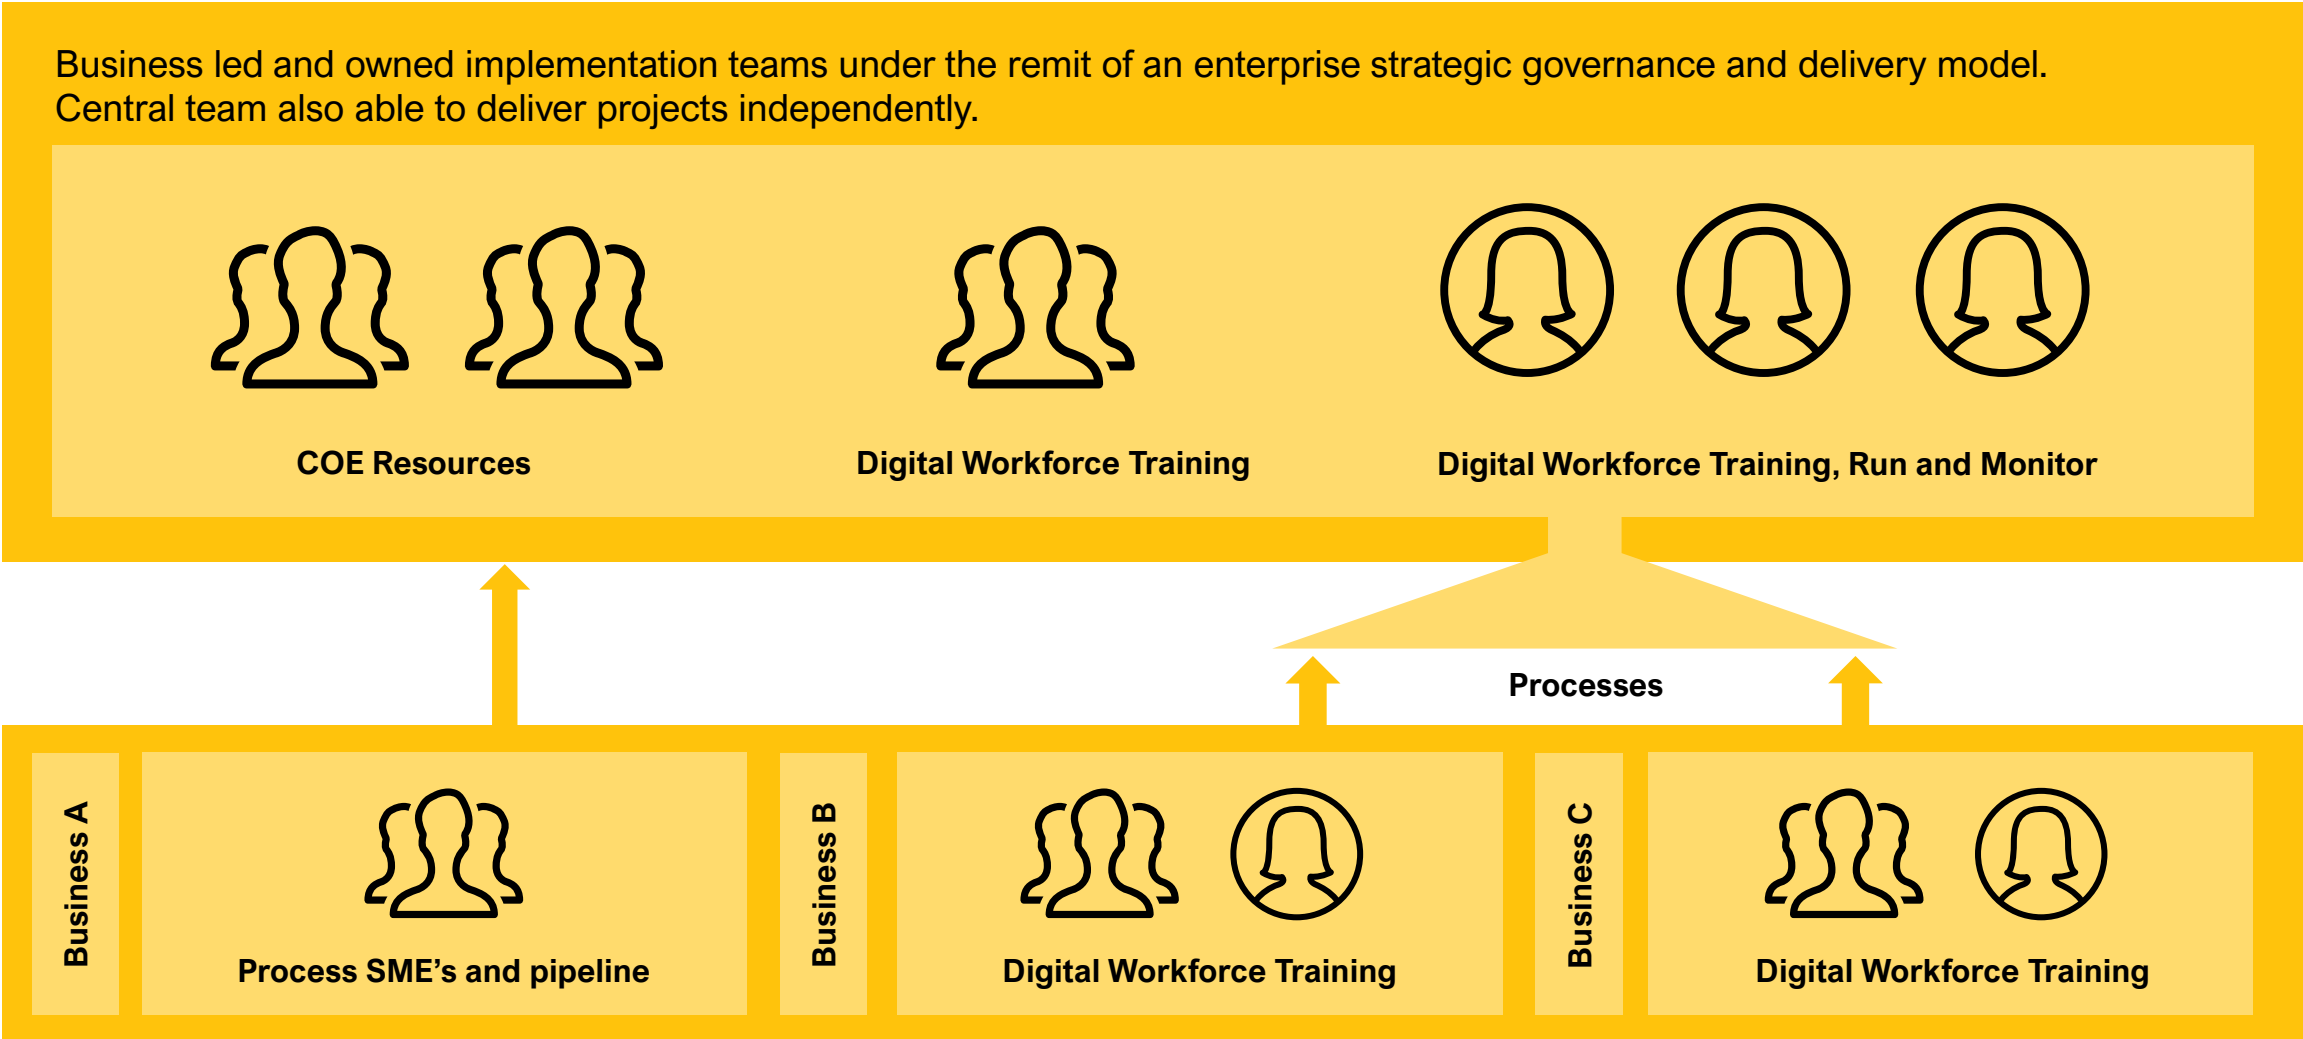 Business led and owned implementation teams under the remit of an enterprise strategic governance and delivery model.
Central team also able to deliver projects independently.
COE Resources
Digital Workforce Training
Digital Workforce Training, Run and Monitor
Processes
Business A
Process SME’s and pipeline
Business B
Digital Workforce Training
Business C
Digital Workforce Training